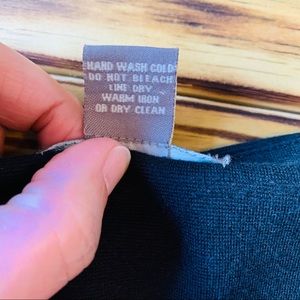 HAND WASH COLD
DO NOT BLEACH
LINE DRY
WARM IRON
OR DRY CLEAN